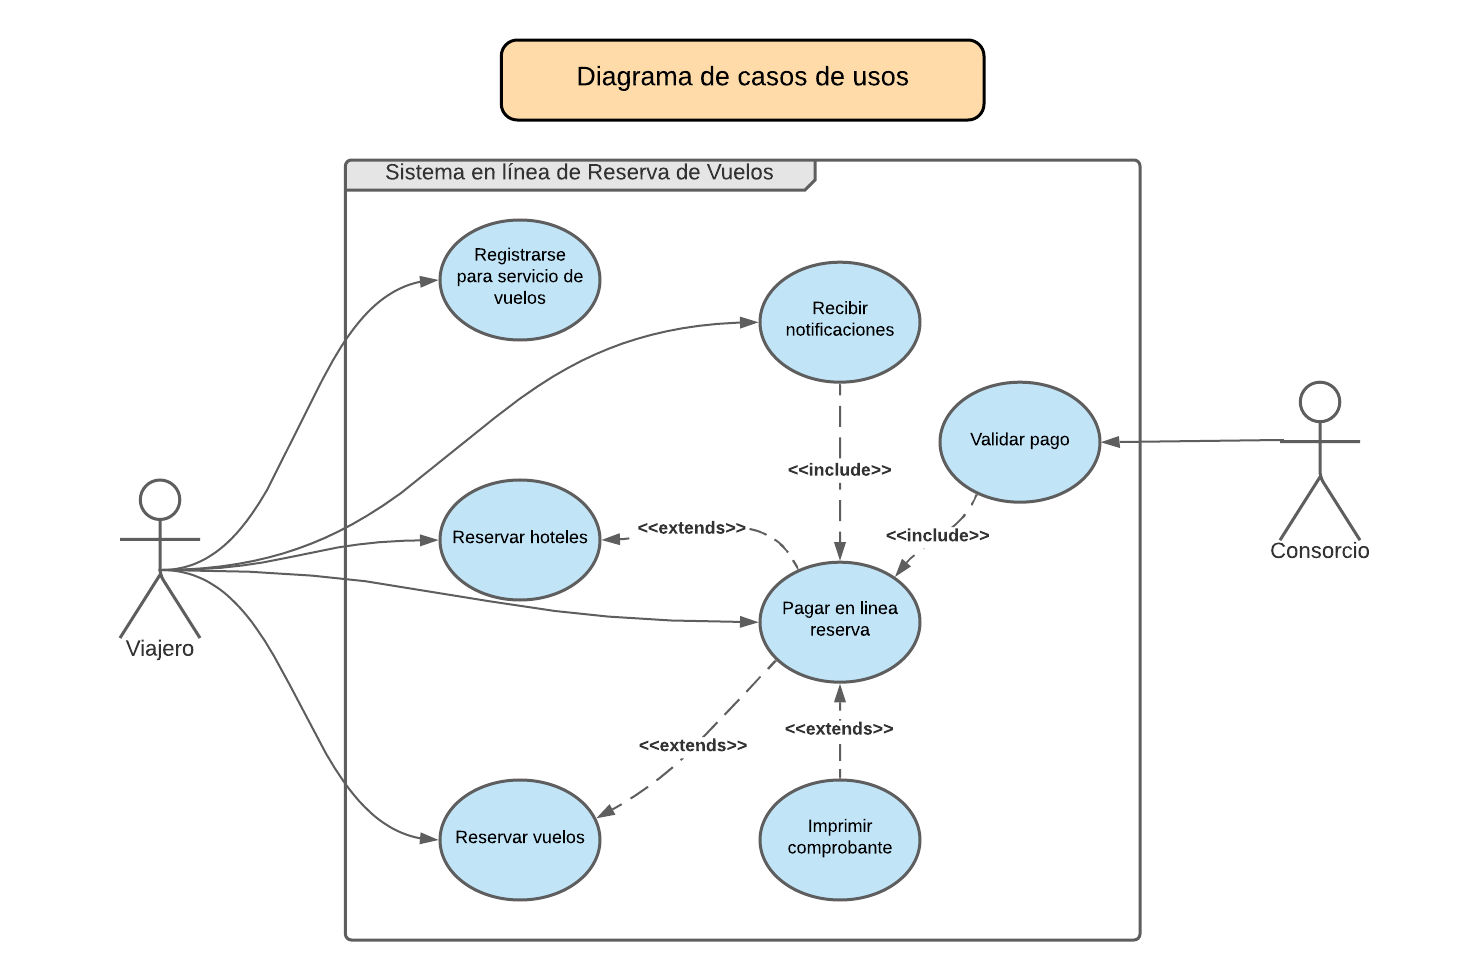 Diagrama de casos de usos
Sistema en línea de Reserva de Vuelos
Registrarse
para servicio de
vuelos
Recibir
notificaciones
Validar pago
<<include>>
Reservar hoteles
<<extends>>
<<include>>
Consorcio
Pagar en linea
reserva
Viajero
<<extends>>
<<extends>>
Reservar vuelos
Imprimir
comprobante